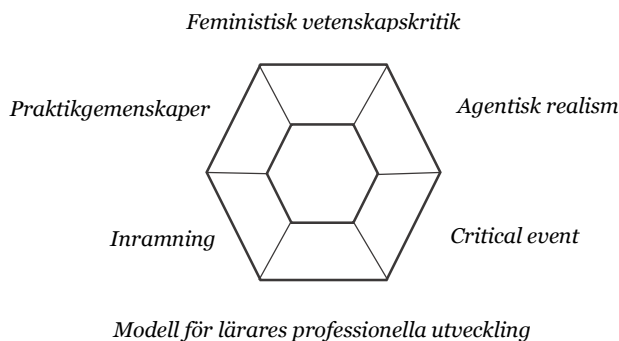 Feministisk vetenskapskritik
Praktikgemenskaper
Agentisk realism
Inramning
Critical event
Modell för lärares professionella utveckling